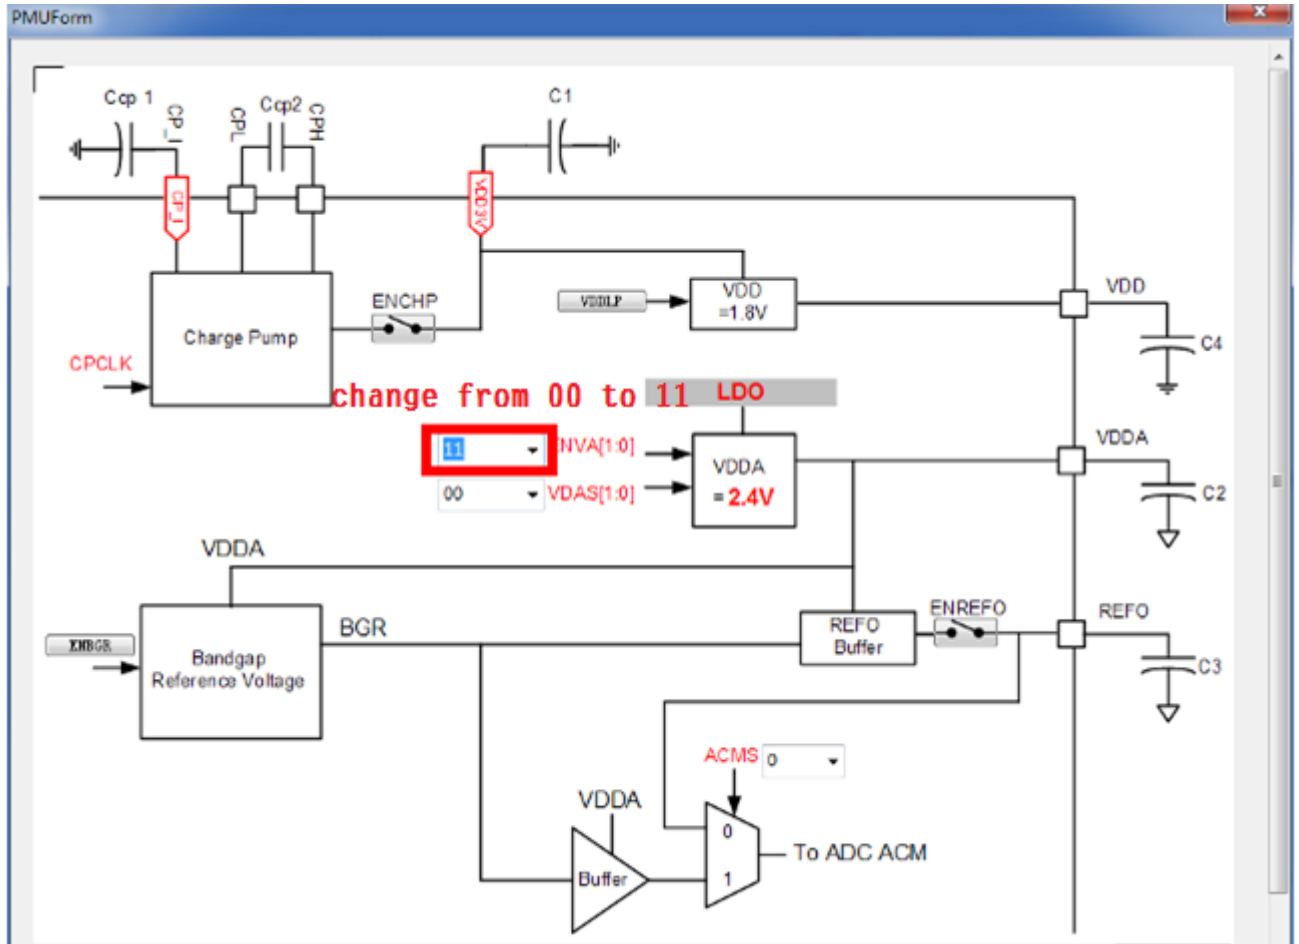 PMUForm
Ccp 1
CP_I
CPL
Ccp2
CPH
C1
CP_I
VDD3V
Charge Pump
CPCLK
ENCHP
VDDLP
VDD
=1.8V
VDD
C4
change from 00 to 11
LDO
11
ENVA[1:0]
00
VDAS[1:0]
VDDA
= 2.4V
VDDA
C2
VDDA
ENBGR
Bandgap
Reference Voltage
BGR
REFO
Buffer
ENREFO
REFO
C3
ACMS
0
VDDA
Buffer
0
1
To ADC ACM